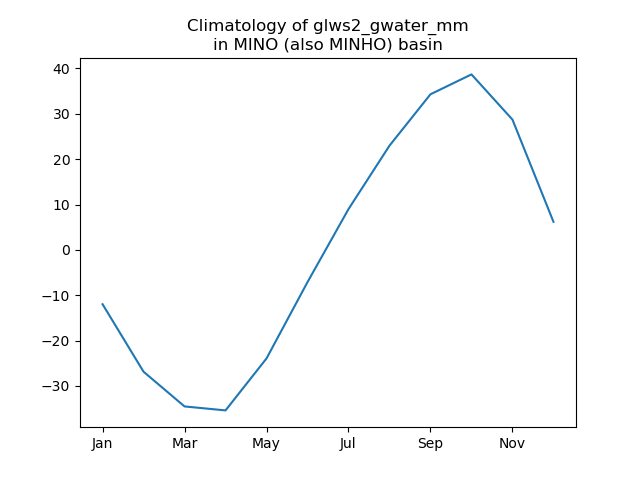 Climatology of glws2_gwater_mm
in MINO (also MINHO) basin
40
30
20
10
0
−10
−20
−30
Jan Mar May Jul Sep Nov